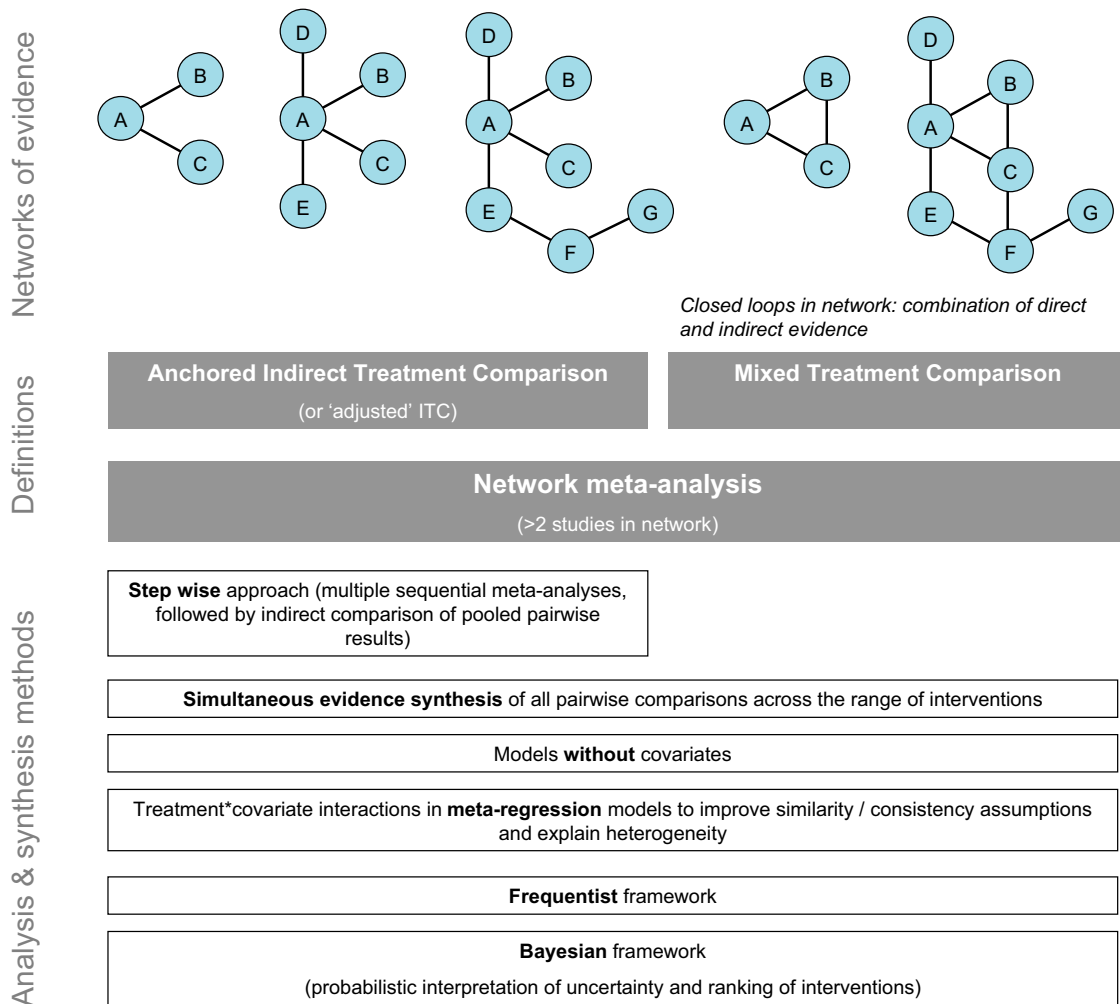 Networks of evidence
D
B
A
C
E
A
B
C
D
B
A
C
E
F
G
B
A
C
D
B
A
C
E
F
G
Closed loops in network: combination of direct
and indirect evidence
Definitions
Anchored Indirect Treatment Comparison
(or ‘adjusted’ ITC)
Mixed Treatment Comparison
Network meta-analysis
(>2 studies in network)
Analysis & synthesis methods
Step wise approach (multiple sequential meta-analyses,
followed by indirect comparison of pooled pairwise
results)
Simultaneous evidence synthesis of all pairwise comparisons across the range of interventions
Models without covariates
Treatment*covariate interactions in meta-regression models to improve similarity / consistency assumptions
and explain heterogeneity
Frequentist framework
Bayesian framework
(probabilistic interpretation of uncertainty and ranking of interventions)